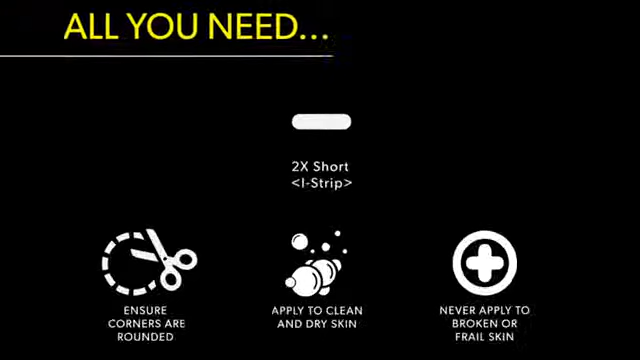 ALL YOU NEED...
2X Short
<I-Strip>
ENSURE
CORNERS ARE
ROUNDED
APPLY TO CLEAN
AND DRY SKIN
NEVER APPLY TO
BROKEN OR
FRAIL SKIN